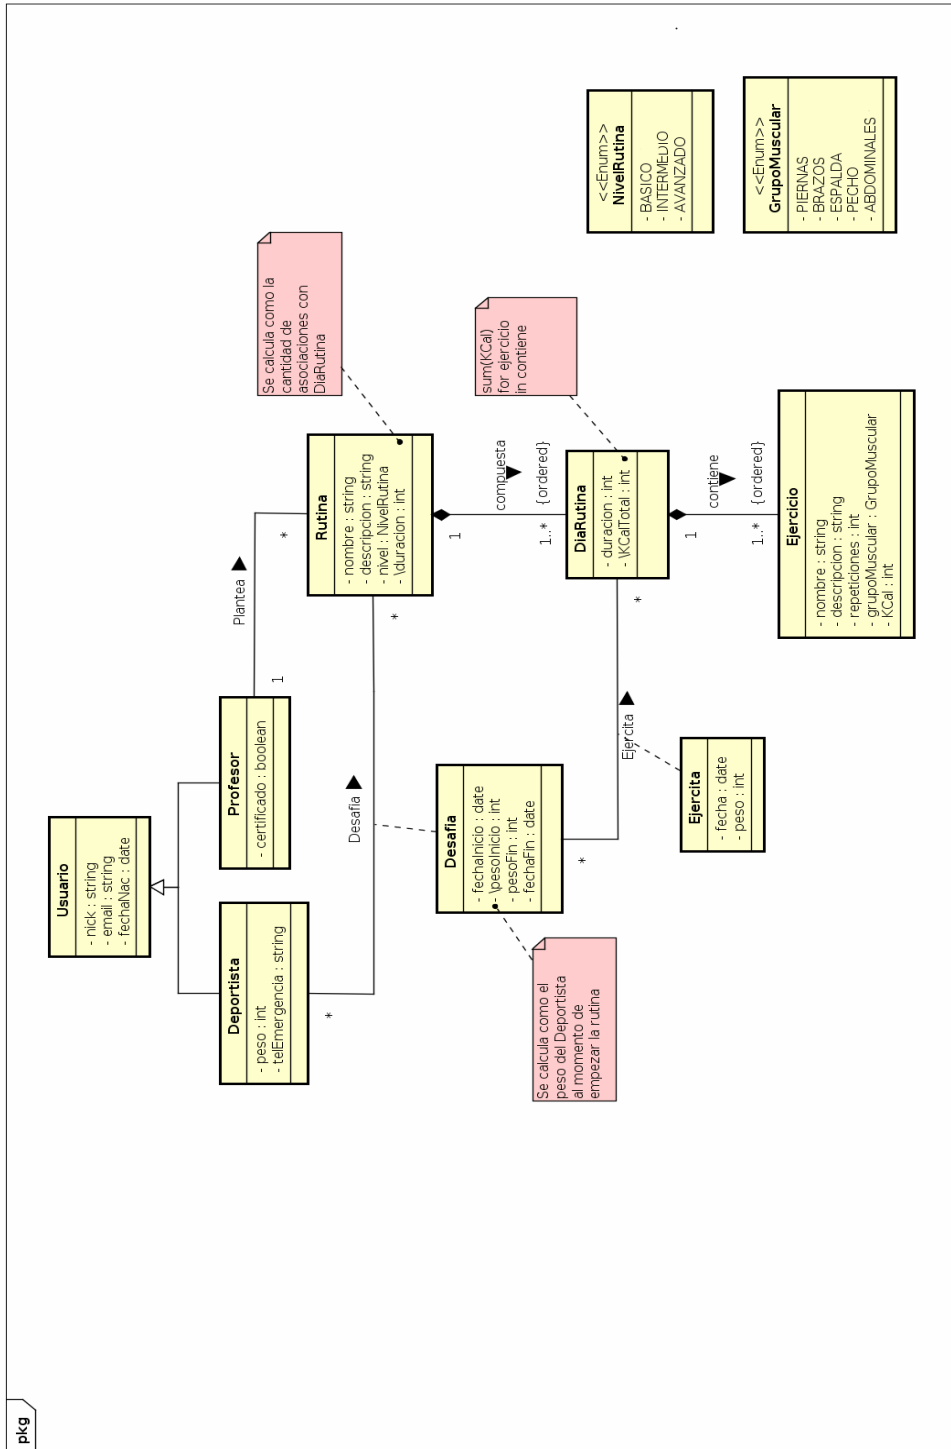 pkg
Usuario
- nick : string
- email : string
- fechaNac : date
Deportista
- peso : int
- telEmergencia : string
Profesor
- certificado : boolean
Plantea
1
*
Rutina
- nombre : string
- descripcion : string
- nivel : NivelRutina
- \duracion : int
Se calcula como la
cantidad de
asociaciones con
DiaRutina
Desafia
*
*
Desafia
- fechaInicio : date
- \pesoInicio : int
- pesoFin : int
- fechaFin : date
Se calcula como el
peso del Deportista
al momento de
empezar la rutina
compuesta
1
1..*
{ordered}
DiaRutina
- duracion : int
- \KCalTotal : int
sum(KCal)
for ejercicio
in contiene
Ejercita
*
*
Ejercita
- fecha : date
- peso : int
contiene
1
1..*
{ordered}
Ejercicio
- nombre : string
- descripcion : string
- repeticiones : int
- grupoMuscular : GrupoMuscular
- KCal : int
<<Enum>>
NivelRutina
- BASICO
- INTERMEDIO
- AVANZADO
<<Enum>>
GrupoMuscular
- PIERNAS
- BRAZOS
- ESPALDA
- PECHO
- ABDOMINALES